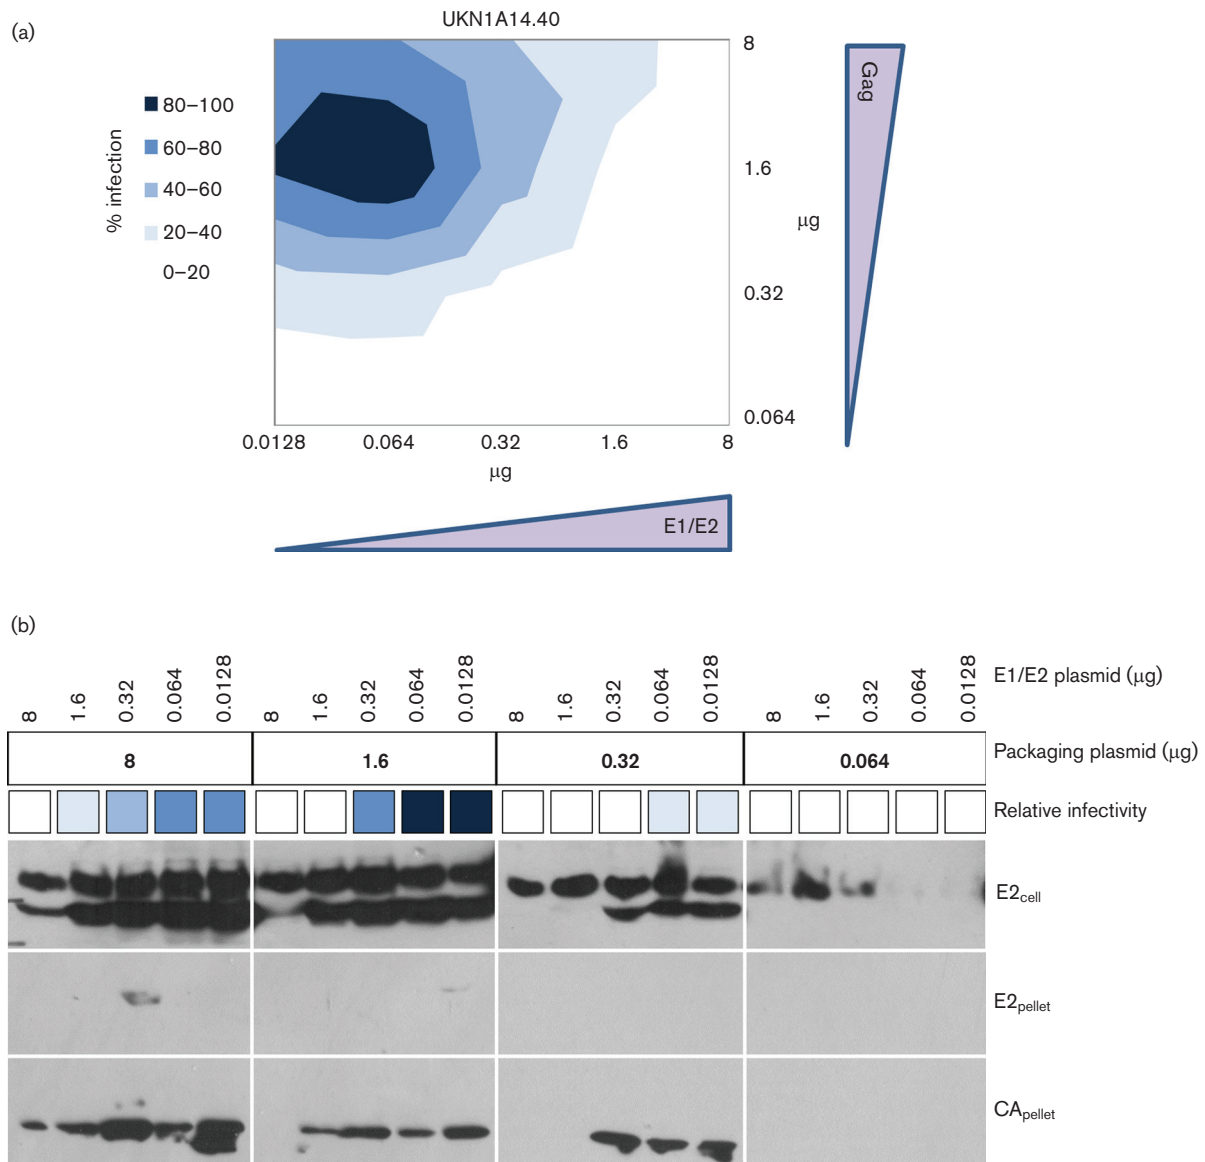 (a)
UKN1A14.40
% infection
80–100
60–80
40–60
20–40
0–20
8
1.6
µg
0.32
0.064
Gag
0.0128 0.064 0.32 1.6 8
µg
E1/E2
(b)
8 1.6 0.32 0.064 0.0128 8 1.6 0.32 0.064 0.0128 8 1.6 0.32 0.064 0.0128 8 1.6 0.32 0.064 0.0128 E1/E2 plasmid (µg)
8 1.6 0.32 0.064 Packaging plasmid (µg)
Relative infectivity
E2cell
E2pellet
CApellet